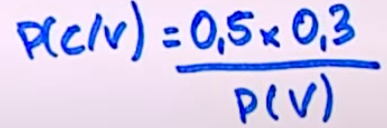 P(C/V) = 0,5 x 0,3
P(V)